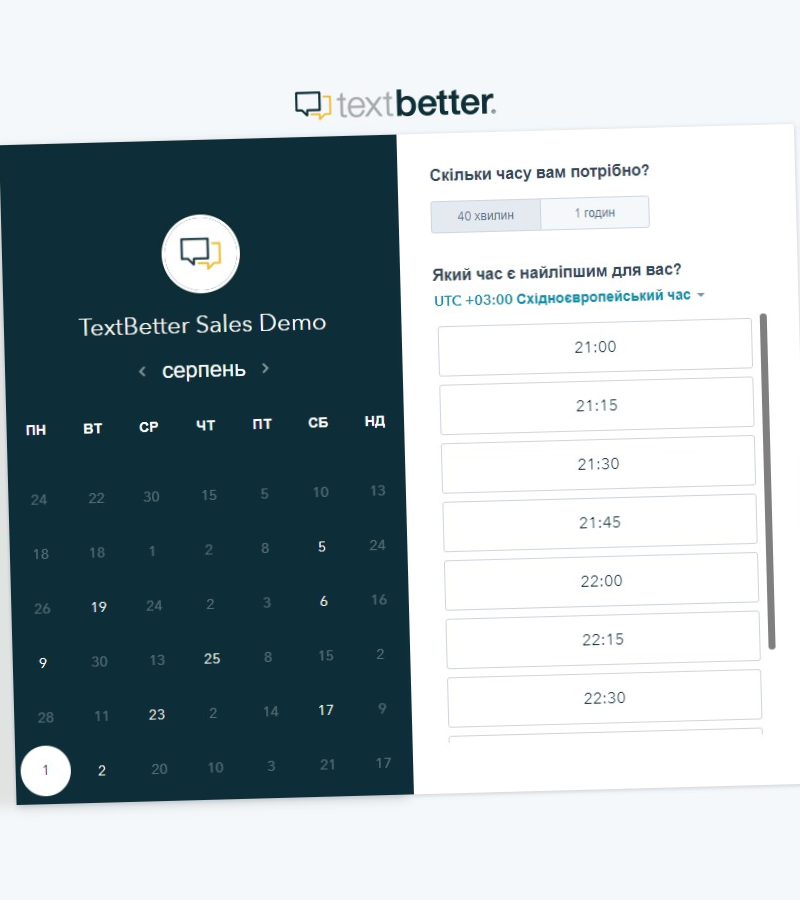 textbetter.
TextBetter Sales Demo
серпень
ПН ВТ СР ЧТ ПТ СБ НД
24 22 30 15 5 10 13
18 18 1 2 8 5 24
26 19 24 2 3 6 16
9 30 13 25 8 15 2
28 11 23 2 14 17 9
1 2 20 10 3 21 17
Скільки часу вам потрібно?
40 хвилин 1 годин
Який час є найліпшим для вас?
UTC +03:00 Східноєвропейський час
21:00
21:15
21:30
21:45
22:00
22:15
22:30